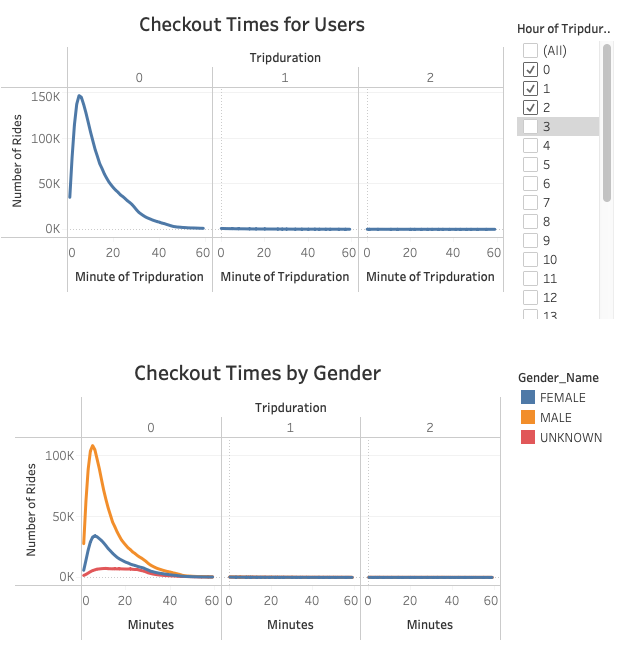 Checkout Times for Users
Hour of Tripdur..
Tripduration
0 1 2
150K
100K
50K
0K
Number of Rides
0 20 40 60 0 20 40 60 0 20 40 60
Minute of Tripduration Minute of Tripduration Minute of Tripduration
(All)
0
1
2
3
4
5
6
7
8
9
10
11
12
13
Checkout Times by Gender
Tripduration
0 1 2
100K
50K
0K
Number of Rides
0 20 40 60 0 20 40 60 0 20 40 60
Minutes Minutes Minutes
Gender_Name
FEMALE
MALE
UNKNOWN